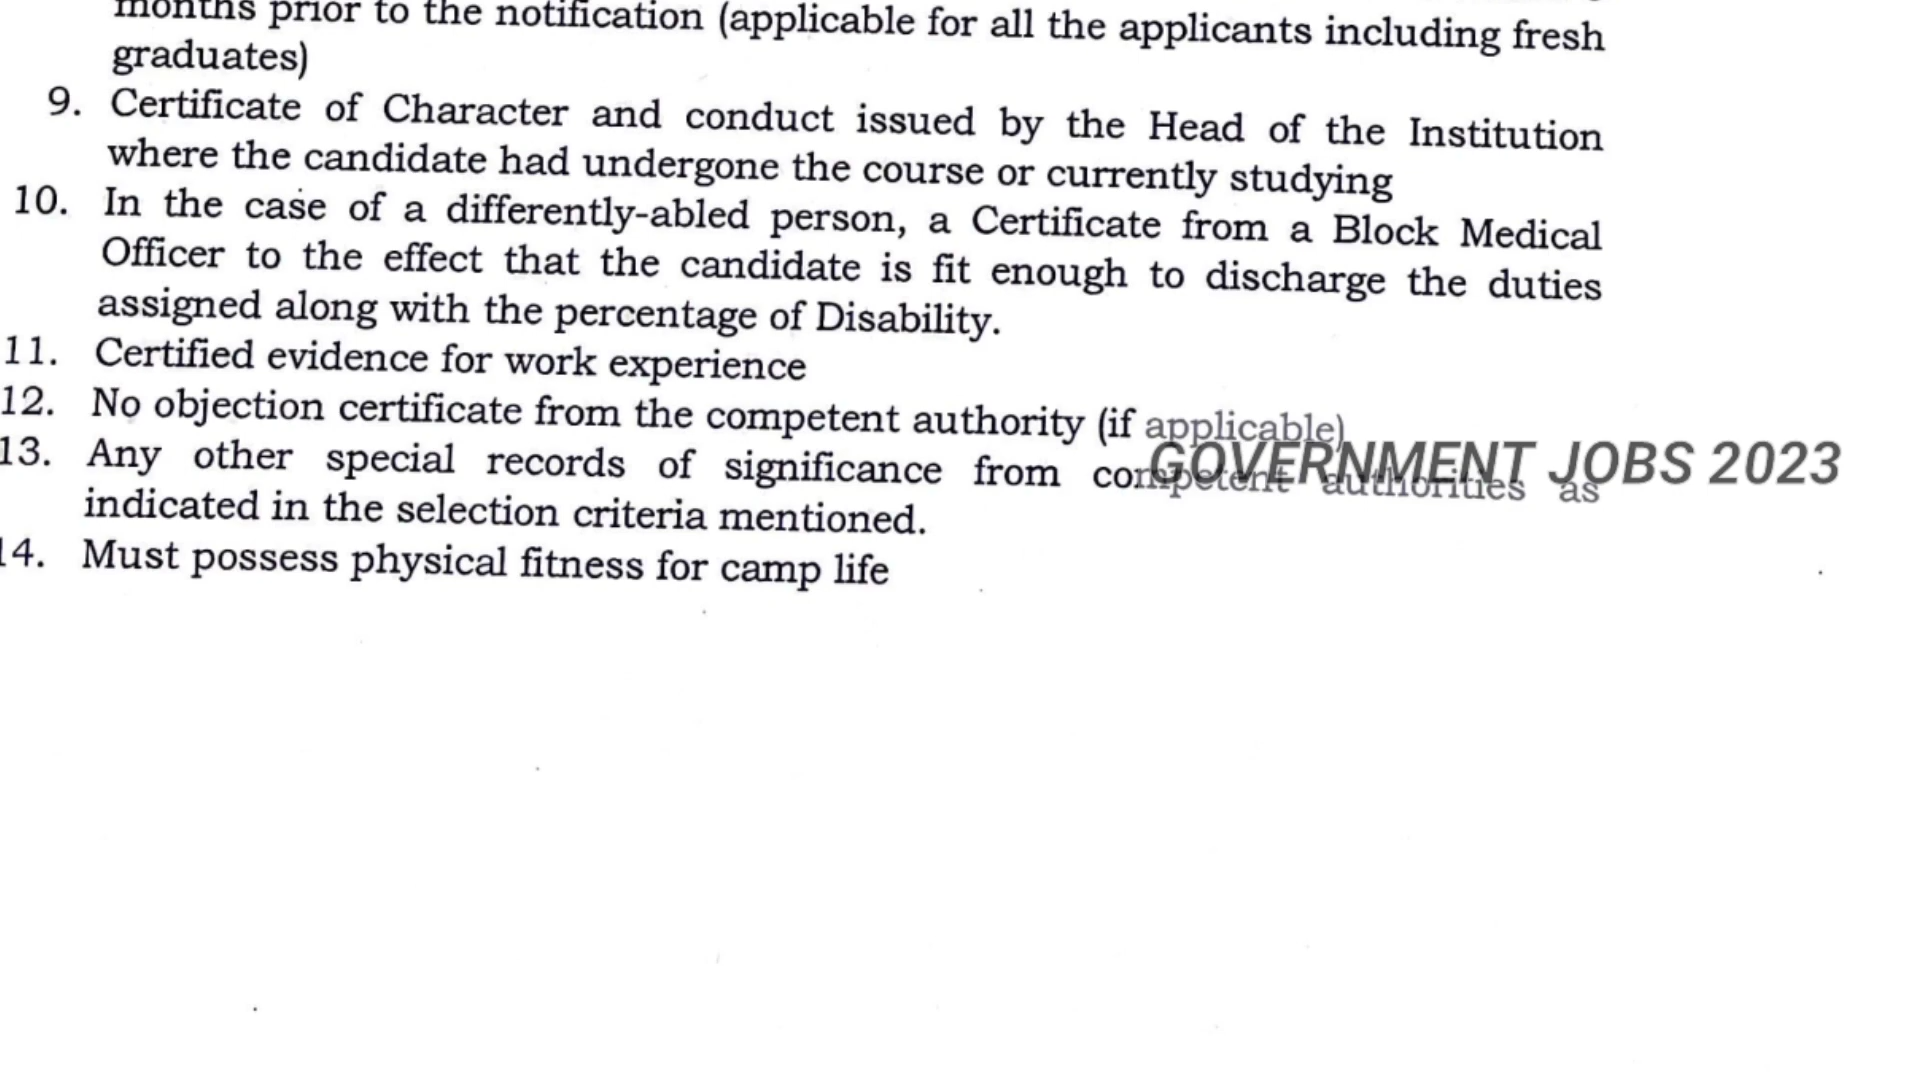 months prior to the notification (applicable for all the applicants including fresh
graduates)
9. Certificate of Character and conduct issued by the Head of the Institution
where the candidate had undergone the course or currently studying
10. In the case of a differently-abled person, a Certificate from a Block Medical
Officer to the effect that the candidate is fit enough to discharge the duties
assigned along with the percentage of Disability.
11. Certified evidence for work experience
12. No objection certificate from the competent authority (if applicable)
13. Any other special records of significance from competent authorities as
GOVERNMENT JOBS 2023
indicated in the selection criteria mentioned.
14. Must possess physical fitness for camp life